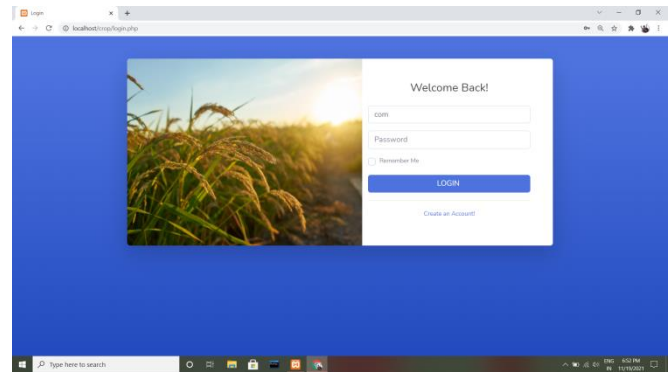 Login
localhost/crop/login.php
Welcome Back!
com
Password
Remember Me
LOGIN
Create an Account!
Type here to search
ENG 6:52 PM
IN 11/15/2021